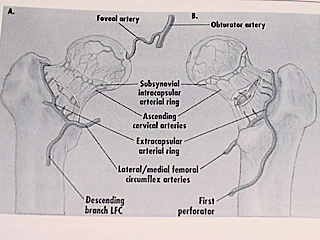 A.
Foveal artery
B.
Obturator artery
Subsynovial
intracapsular
arterial ring
Ascending
cervical arteries
Extracapsular
arterial ring
Lateral/medial femoral
circumflex arteries
Descending
branch LFC
First
perforator